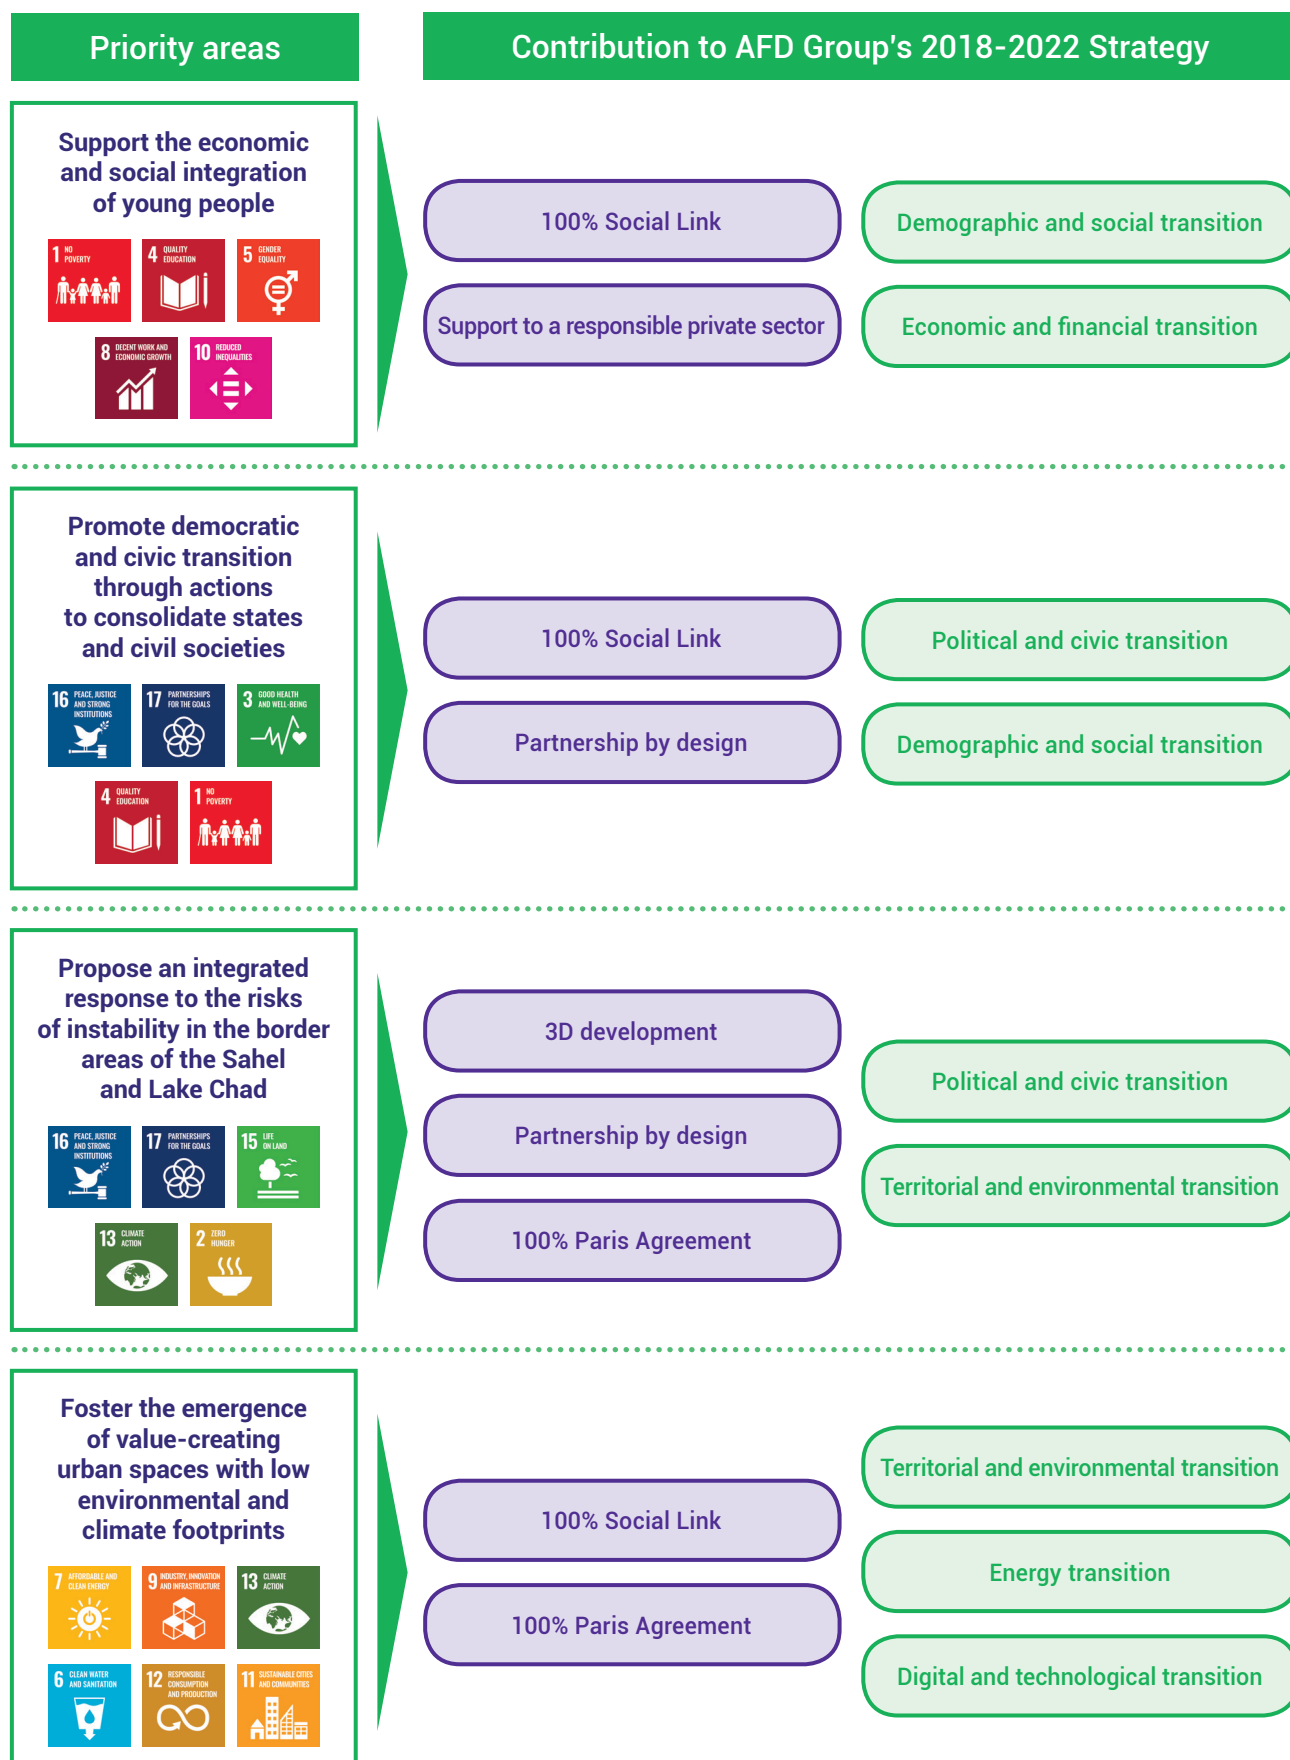 Priority areas
Contribution to AFD Group's 2018-2022 Strategy
Support the economic
and social integration
of young people
1 NO
POVERTY
4 QUALITY
EDUCATION
5 GENDER
EQUALITY
8 DECENT WORK AND
ECONOMIC GROWTH
10 REDUCED
INEQUALITIES
100% Social Link
Support to a responsible private sector
Demographic and social transition
Economic and financial transition
Promote democratic
and civic transition
through actions
to consolidate states
and civil societies
16 PEACE, JUSTICE
AND STRONG
INSTITUTIONS
17 PARTNERSHIPS
FOR THE GOALS
3 GOOD HEALTH
AND WELL-BEING
4 QUALITY
EDUCATION
1 NO
POVERTY
100% Social Link
Partnership by design
Political and civic transition
Demographic and social transition
Propose an integrated
response to the risks
of instability in the border
areas of the Sahel
and Lake Chad
16 PEACE, JUSTICE
AND STRONG
INSTITUTIONS
17 PARTNERSHIPS
FOR THE GOALS
15 LIFE
ON LAND
13 CLIMATE
ACTION
2 ZERO
HUNGER
3D development
Partnership by design
100% Paris Agreement
Political and civic transition
Territorial and environmental transition
Foster the emergence
of value-creating
urban spaces with low
environmental and
climate footprints
7 AFFORDABLE AND
CLEAN ENERGY
9 INDUSTRY, INNOVATION
AND INFRASTRUCTURE
13 CLIMATE
ACTION
6 CLEAN WATER
AND SANITATION
12 RESPONSIBLE
CONSUMPTION
AND PRODUCTION
11 SUSTAINABLE CITIES
AND COMMUNITIES
100% Social Link
100% Paris Agreement
Territorial and environmental transition
Energy transition
Digital and technological transition